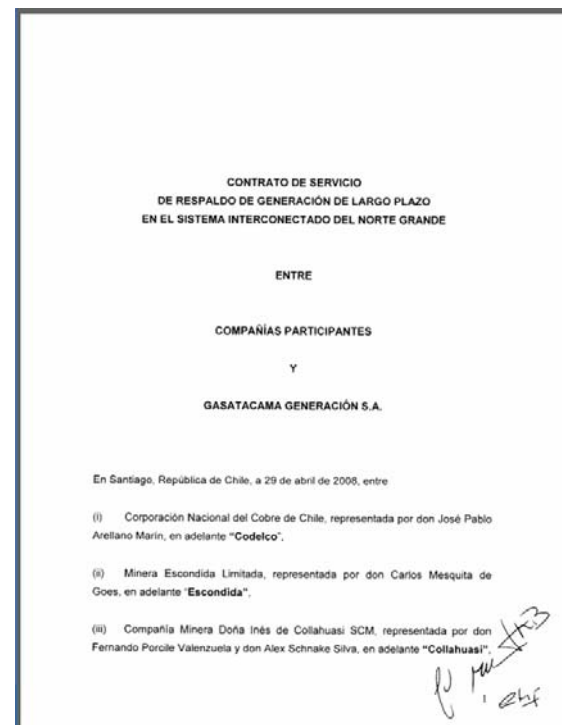 CONTRATO DE SERVICIO
DE RESPALDO DE GENERACIÓN DE LARGO PLAZO
EN EL SISTEMA INTERCONECTADO DEL NORTE GRANDE
ENTRE
COMPAÑÍAS PARTICIPANTES
Y
GASATACAMA GENERACIÓN S.A.
En Santiago, República de Chile, a 29 de abril de 2008, entre
(i) Corporación Nacional del Cobre de Chile, representada por don José Pablo
Arellano Marín, en adelante "Codelco",
(ii) Minera Escondida Limitada, representada por don Carlos Mesquita de
Goes, en adelante "Escondida",
(iii) Compañía Minera Doña Inés de Collahuasi SCM, representada por don
Fernando Porcile Valenzuela y don Alex Schnake Silva, en adelante "Collahuasi",
1